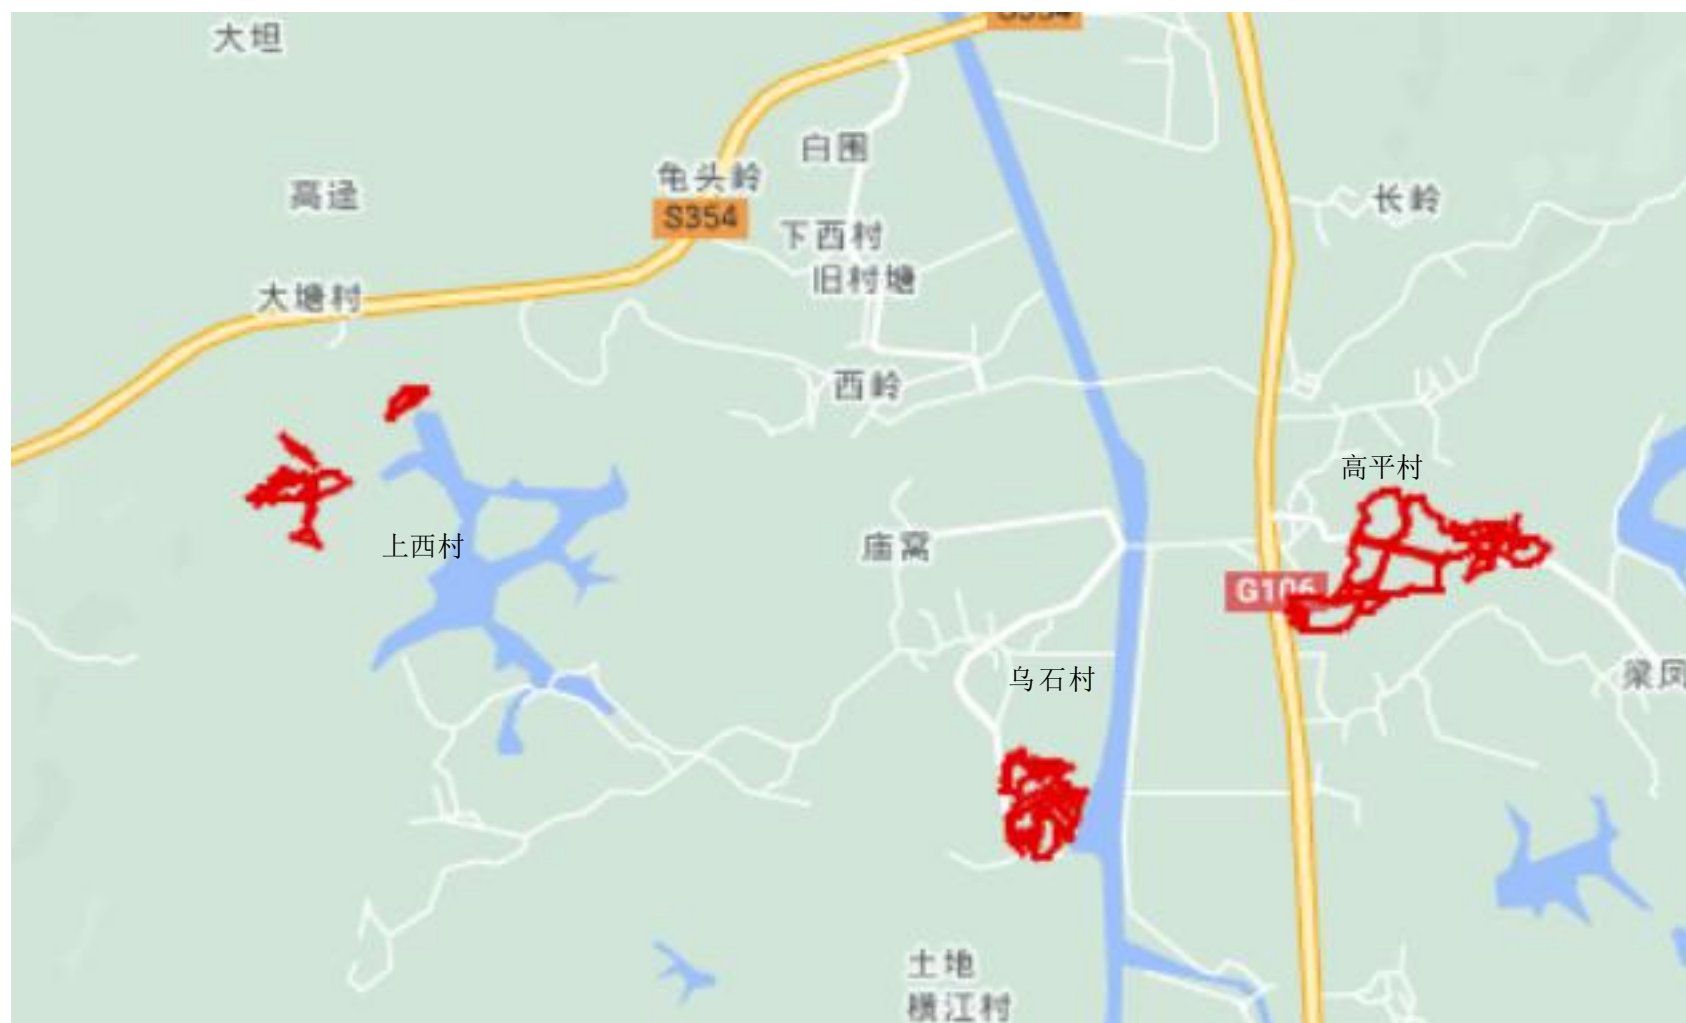 大坦
白围
龟头岭
高迳
长岭
S354
下西村
旧村塘
大塘村
西岭
高平村
上西村
庙窝
G106
乌石村
梁凤
土地
横江村